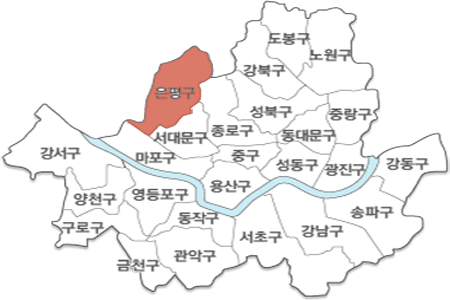 도봉구
노원구
강북구
은평구
성북구
중랑구
종로구
동대문구
서대문구
강서구
마포구
중구
성동구
광진구
강동구
용산구
양천구
영등포구
동작구
송파구
구로구
서초구
강남구
금천구
관악구